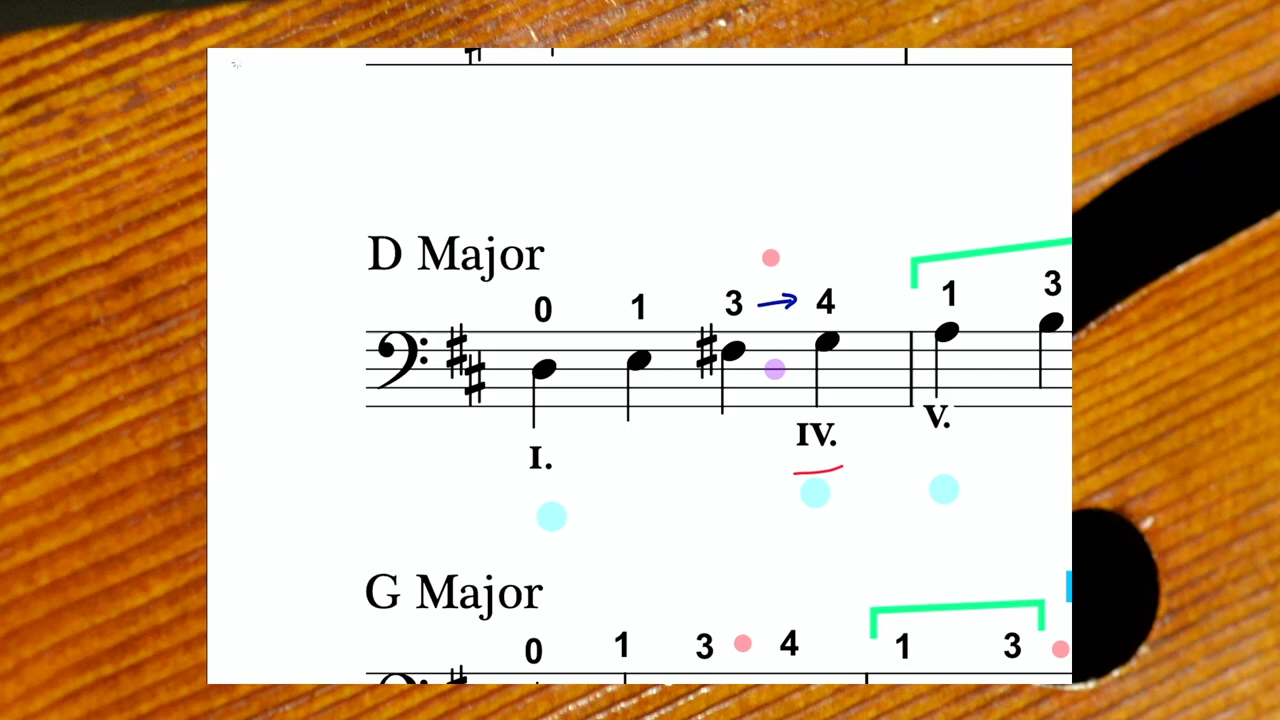 D Major
0 1 3 → 4 1 3
I. IV. V.
G Major
0 1 3 4 1 3